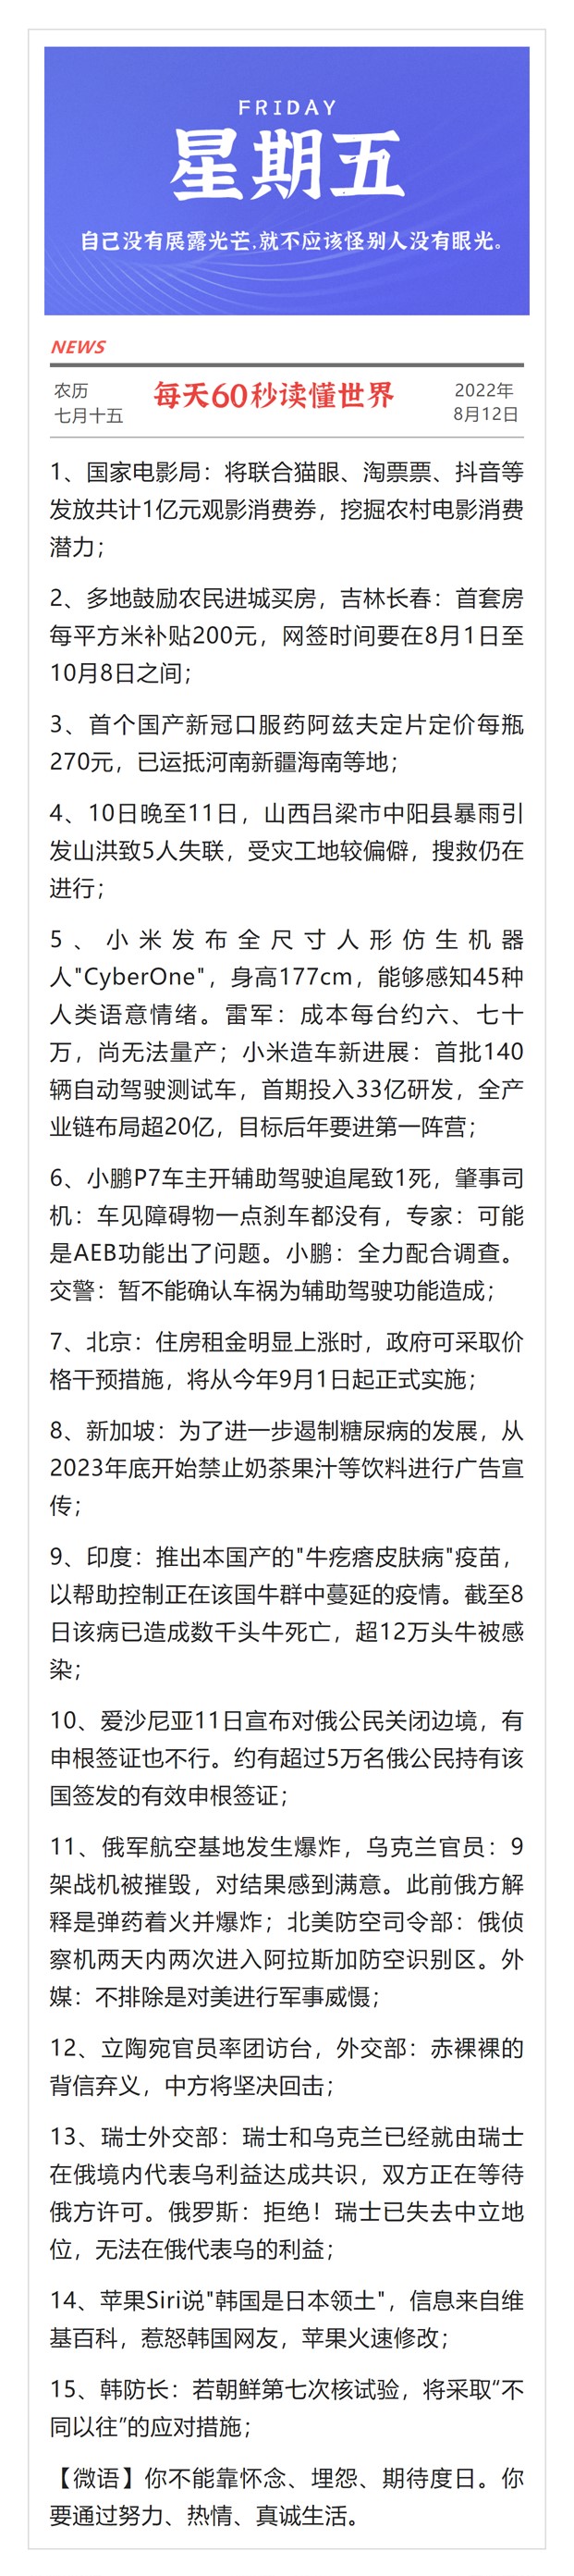 FRIDAY
星期五
自己没有展露光芒,就不应该怪别人没有眼光。
NEWS
农历
七月十五
每天60秒读懂世界
2022年
8月12日
1、国家电影局：将联合猫眼、淘票票、抖音等
发放共计1亿元观影消费券，挖掘农村电影消费
潜力；
2、多地鼓励农民进城买房，吉林长春：首套房
每平方米补贴200元，网签时间要在8月1日至
10月8日之间；
3、首个国产新冠口服药阿兹夫定片定价每瓶
270元，已运抵河南新疆海南等地；
4、10日晚至11日，山西吕梁市中阳县暴雨引
发山洪致5人失联，受灾工地较偏僻，搜救仍在
进行；
5、小米发布全尺寸人形仿生机器
人"CyberOne"，身高177cm，能够感知45种
人类语意情绪。雷军：成本每台约六、七十
万，尚无法量产；小米造车新进展：首批140
辆自动驾驶测试车，首期投入33亿研发，全产
业链布局超20亿，目标后年要进第一阵营；
6、小鹏P7车主开辅助驾驶追尾致1死，肇事司
机：车见障碍物一点刹车都没有，专家：可能
是AEB功能出了问题。小鹏：全力配合调查。
交警：暂不能确认车祸为辅助驾驶功能造成；
7、北京：住房租金明显上涨时，政府可采取价
格干预措施，将从今年9月1日起正式实施；
8、新加坡：为了进一步遏制糖尿病的发展，从
2023年底开始禁止奶茶果汁等饮料进行广告宣
传；
9、印度：推出本国产的"牛疙瘩皮肤病"疫苗，
以帮助控制正在该国牛群中蔓延的疫情。截至8
日该病已造成数千头牛死亡，超12万头牛被感
染；
10、爱沙尼亚11日宣布对俄公民关闭边境，有
申根签证也不行。约有超过5万名俄公民持有该
国签发的有效申根签证；
11、俄军航空基地发生爆炸，乌克兰官员：9
架战机被摧毁，对结果感到满意。此前俄方解
释是弹药着火并爆炸；北美防空司令部：俄侦
察机两天内两次进入阿拉斯加防空识别区。外
媒：不排除是对美进行军事威慑；
12、立陶宛官员率团访台，外交部：赤裸裸的
背信弃义，中方将坚决回击；
13、瑞士外交部：瑞士和乌克兰已经就由瑞士
在俄境内代表乌利益达成共识，双方正在等待
俄方许可。俄罗斯：拒绝！瑞士已失去中立地
位，无法在俄代表乌的利益；
14、苹果Siri说"韩国是日本领土"，信息来自维
基百科，惹怒韩国网友，苹果火速修改；
15、韩防长：若朝鲜第七次核试验，将采取“不
同以往”的应对措施；
【微语】你不能靠怀念、埋怨、期待度日。你
要通过努力、热情、真诚生活。